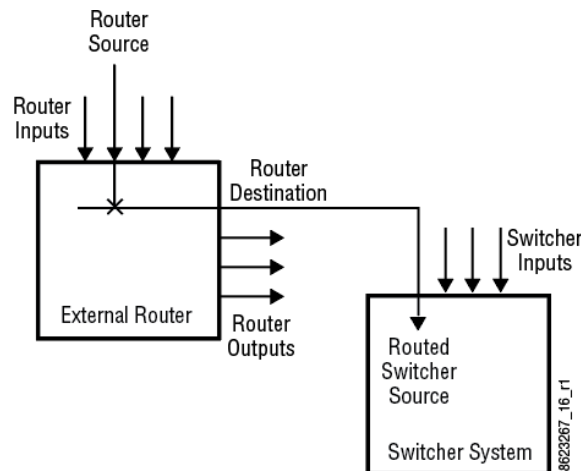 Router
Source
Router
Inputs
Router
Destination
Switcher
Inputs
External Router
Router
Outputs
Routed
Switcher
Source
Switcher System
8623267_16_r1